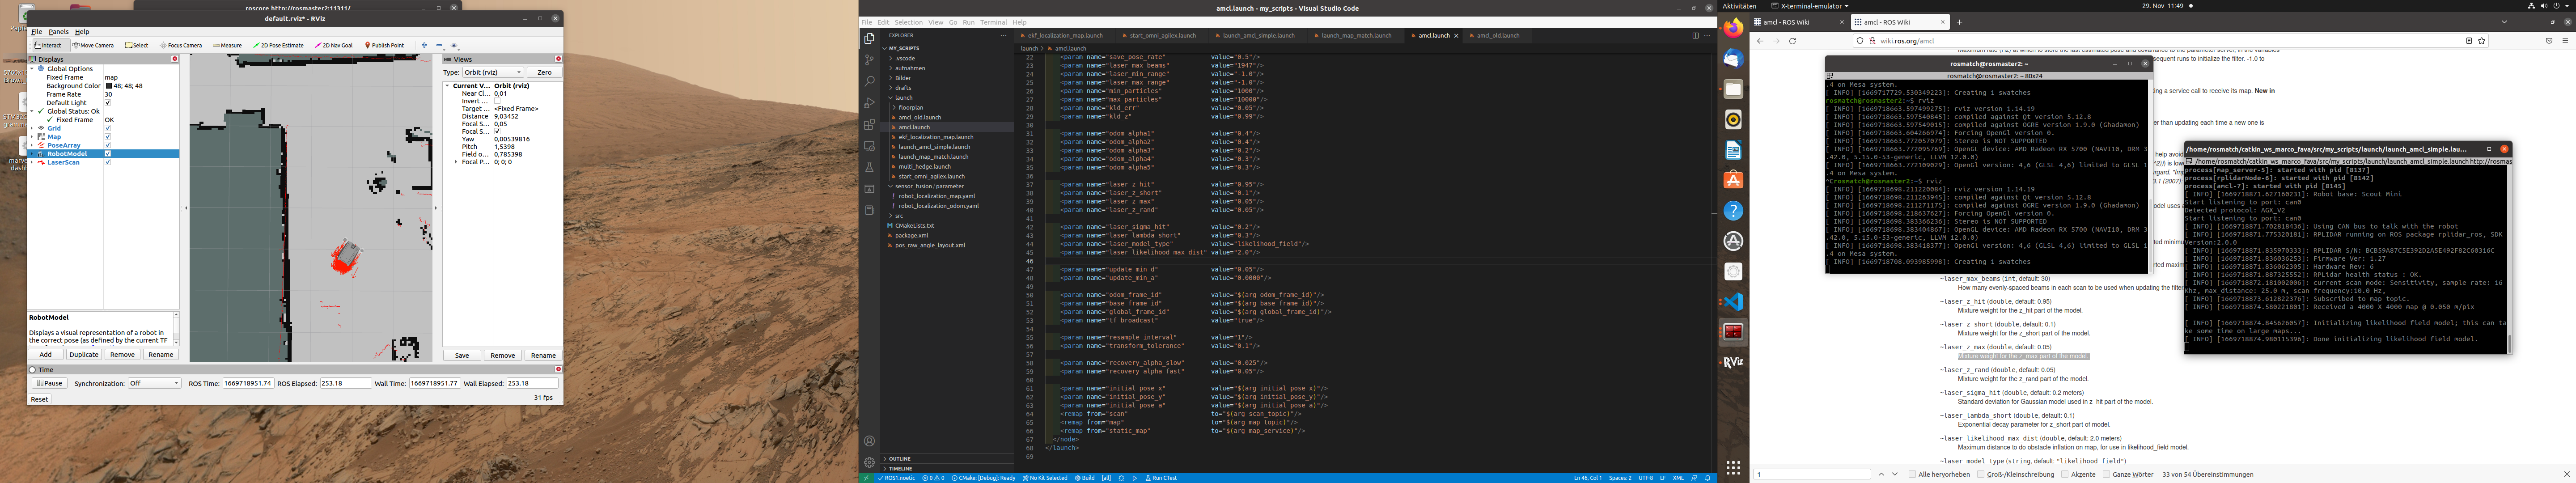 roscore http://rosmaster2:11311/
default.rviz* - RViz
File Panels Help
Interact Move Camera Select Focus Camera Measure 2D Pose Estimate 2D Nav Goal Publish Point
Displays
Global Options
Fixed Frame map
Background Color 48; 48; 48
Frame Rate 30
Default Light
Global Status: Ok
Fixed Frame OK
Grid
Map
PoseArray
RobotModel
LaserScan
RobotModel
Displays a visual representation of a robot in
the correct pose (as defined by the current TF
Add Duplicate Remove Rename
Views
Type: Orbit (rviz) Zero
Current V... Orbit (rviz)
Near Cl... 0,01
Invert ...
Target ... <Fixed Frame>
Distance 9,03452
Focal S... 0,05
Focal S...
Yaw 0,00539816
Pitch 1,5398
Field o... 0,785398
Focal P... 0; 0; 0
Save Remove Rename
Time
Pause Synchronization: Off ROS Time: 1669718951.74 ROS Elapsed: 253.18 Wall Time: 1669718951.77 Wall Elapsed: 253.18
Reset 31 fps
amcl.launch - my_scripts - Visual Studio Code
File Edit Selection View Go Run Terminal Help
EXPLORER
MY_SCRIPTS
.vscode
aufnahmen
Bilder
drafts
launch
floorplan
amcl_old.launch
amcl.launch
ekf_localization_map.launch
launch_amcl_simple.launch
launch_map_match.launch
multi_hedge.launch
start_omni_agilex.launch
sensor_fusion / parameter
robot_localization_map.yaml
robot_localization_odom.yaml
src
CMakeLists.txt
package.xml
pos_raw_angle_layout.xml
OUTLINE
TIMELINE
ekf_localization_map.launch start_omni_agilex.launch launch_amcl_simple.launch launch_map_match.launch amcl.launch amcl_old.launch
launch > amcl.launch
22 <param name="save_pose_rate" value="0.5"/>
23 <param name="laser_max_beams" value="1947"/>
24 <param name="laser_min_range" value="-1.0"/>
25 <param name="laser_max_range" value="-1.0"/>
26 <param name="min_particles" value="1000"/>
27 <param name="max_particles" value="10000"/>
28 <param name="kld_err" value="0.05"/>
29 <param name="kld_z" value="0.99"/>
30
31 <param name="odom_alpha1" value="0.4"/>
32 <param name="odom_alpha2" value="0.4"/>
33 <param name="odom_alpha3" value="0.2"/>
34 <param name="odom_alpha4" value="0.3"/>
35 <param name="odom_alpha5" value="0.3"/>
36
37 <param name="laser_z_hit" value="0.95"/>
38 <param name="laser_z_short" value="0.1"/>
39 <param name="laser_z_max" value="0.05"/>
40 <param name="laser_z_rand" value="0.05"/>
41
42 <param name="laser_sigma_hit" value="0.2"/>
43 <param name="laser_lambda_short" value="0.3"/>
44 <param name="laser_model_type" value="likelihood_field"/>
45 <param name="laser_likelihood_max_dist" value="2.0"/>
46
47 <param name="update_min_d" value="0.05"/>
48 <param name="update_min_a" value="0.0000"/>
49
50 <param name="odom_frame_id" value="$(arg odom_frame_id)"/>
51 <param name="base_frame_id" value="$(arg base_frame_id)"/>
52 <param name="global_frame_id" value="$(arg global_frame_id)"/>
53 <param name="tf_broadcast" value="true"/>
54
55 <param name="resample_interval" value="1"/>
56 <param name="transform_tolerance" value="0.1"/>
57
58 <param name="recovery_alpha_slow" value="0.025"/>
59 <param name="recovery_alpha_fast" value="0.05"/>
60
61 <param name="initial_pose_x" value="$(arg initial_pose_x)"/>
62 <param name="initial_pose_y" value="$(arg initial_pose_y)"/>
63 <param name="initial_pose_a" value="$(arg initial_pose_a)"/>
64 <remap from="scan" to="$(arg scan_topic)"/>
65 <remap from="map" to="$(arg map_topic)"/>
66 <remap from="static_map" to="$(arg map_service)"/>
67 </node>
68 </launch>
69
ROS1.noetic 0 0 CMake: [Debug]: Ready No Kit Selected Build [all] Run CTest Ln 46, Col 1 Spaces: 2 UTF-8 LF XML
Aktivitäten X-terminal-emulator 29. Nov 11:49
amcl - ROS Wiki amcl - ROS Wiki
wiki.ros.org/amcl
rosmatch@rosmaster2: ~
rosmatch@rosmaster2: ~ 80x24
.4 on Mesa system.
[ INFO] [1669717729.530349223]: Creating 1 swatches
rosmatch@rosmaster2:~$ rviz
[ INFO] [1669718663.597499275]: rviz version 1.14.19
[ INFO] [1669718663.597540845]: compiled against Qt version 5.12.8
[ INFO] [1669718663.597549015]: compiled against OGRE version 1.9.0 (Ghadamon)
[ INFO] [1669718663.604266974]: Forcing OpenGl version 0.
[ INFO] [1669718663.772057079]: Stereo is NOT SUPPORTED
[ INFO] [1669718663.772095769]: OpenGL device: AMD Radeon RX 5700 (NAVI10, DRM 3
.42.0, 5.15.0-53-generic, LLVM 12.0.0)
[ INFO] [1669718663.772109029]: OpenGl version: 4,6 (GLSL 4,6) limited to GLSL 1
.4 on Mesa system.
^Crosmatch@rosmaster2:~$ rviz
[ INFO] [1669718698.211220084]: rviz version 1.14.19
[ INFO] [1669718698.211263945]: compiled against Qt version 5.12.8
[ INFO] [1669718698.211271175]: compiled against OGRE version 1.9.0 (Ghadamon)
[ INFO] [1669718698.218637627]: Forcing OpenGl version 0.
[ INFO] [1669718698.383366236]: Stereo is NOT SUPPORTED
[ INFO] [1669718698.383404867]: OpenGL device: AMD Radeon RX 5700 (NAVI10, DRM 3
.42.0, 5.15.0-53-generic, LLVM 12.0.0)
[ INFO] [1669718698.383418377]: OpenGl version: 4,6 (GLSL 4,6) limited to GLSL 1
.4 on Mesa system.
[ INFO] [1669718708.093985998]: Creating 1 swatches
/home/rosmatch/catkin_ws_marco_fava/src/my_scripts/launch/launch_amcl_simple.lau...
/home/rosmatch/catkin_ws_marco_fava/src/my_scripts/launch/launch_amcl_simple.launch http://rosmas
process[map_server-5]: started with pid [8137]
process[rplidarNode-6]: started with pid [8142]
process[amcl-7]: started with pid [8145]
[ INFO] [1669718871.627160231]: Robot base: Scout Mini
Start listening to port: can0
Detected protocol: AGX_V2
Start listening to port: can0
[ INFO] [1669718871.702818436]: Using CAN bus to talk with the robot
[ INFO] [1669718871.775320181]: RPLIDAR running on ROS package rplidar_ros, SDK
Version:2.0.0
[ INFO] [1669718871.835970333]: RPLIDAR S/N: BCB59A87C5E392D2A5E492F82C60316C
[ INFO] [1669718871.836036253]: Firmware Ver: 1.27
[ INFO] [1669718871.836062305]: Hardware Rev: 6
[ INFO] [1669718871.887325552]: RPLidar health status : OK.
[ INFO] [1669718872.181002006]: current scan mode: Sensitivity, sample rate: 16
Khz, max_distance: 25.0 m, scan frequency:10.0 Hz,
[ INFO] [1669718873.612822376]: Subscribed to map topic.
[ INFO] [1669718874.580221801]: Received a 4000 X 4000 map @ 0.050 m/pix
[ INFO] [1669718874.845626057]: Initializing likelihood field model; this can ta
ke some time on large maps...
[ INFO] [1669718874.980115396]: Done initializing likelihood field model.
~laser_max_beams (int, default: 30)
How many evenly-spaced beams in each scan to be used when updating the filter.
~laser_z_hit (double, default: 0.95)
Mixture weight for the z_hit part of the model.
~laser_z_short (double, default: 0.1)
Mixture weight for the z_short part of the model.
~laser_z_max (double, default: 0.05)
Mixture weight for the z_max part of the model.
~laser_z_rand (double, default: 0.05)
Mixture weight for the z_rand part of the model.
~laser_sigma_hit (double, default: 0.2 meters)
Standard deviation for Gaussian model used in z_hit part of the model.
~laser_lambda_short (double, default: 0.1)
Exponential decay parameter for z_short part of model.
~laser_likelihood_max_dist (double, default: 2.0 meters)
Maximum distance to do obstacle inflation on map, for use in likelihood_field model.
~laser_model_type (string, default: "likelihood_field")
1 Alle hervorheben Groß-/Kleinschreibung Akzente Ganze Wörter 33 von 54 Übereinstimmungen